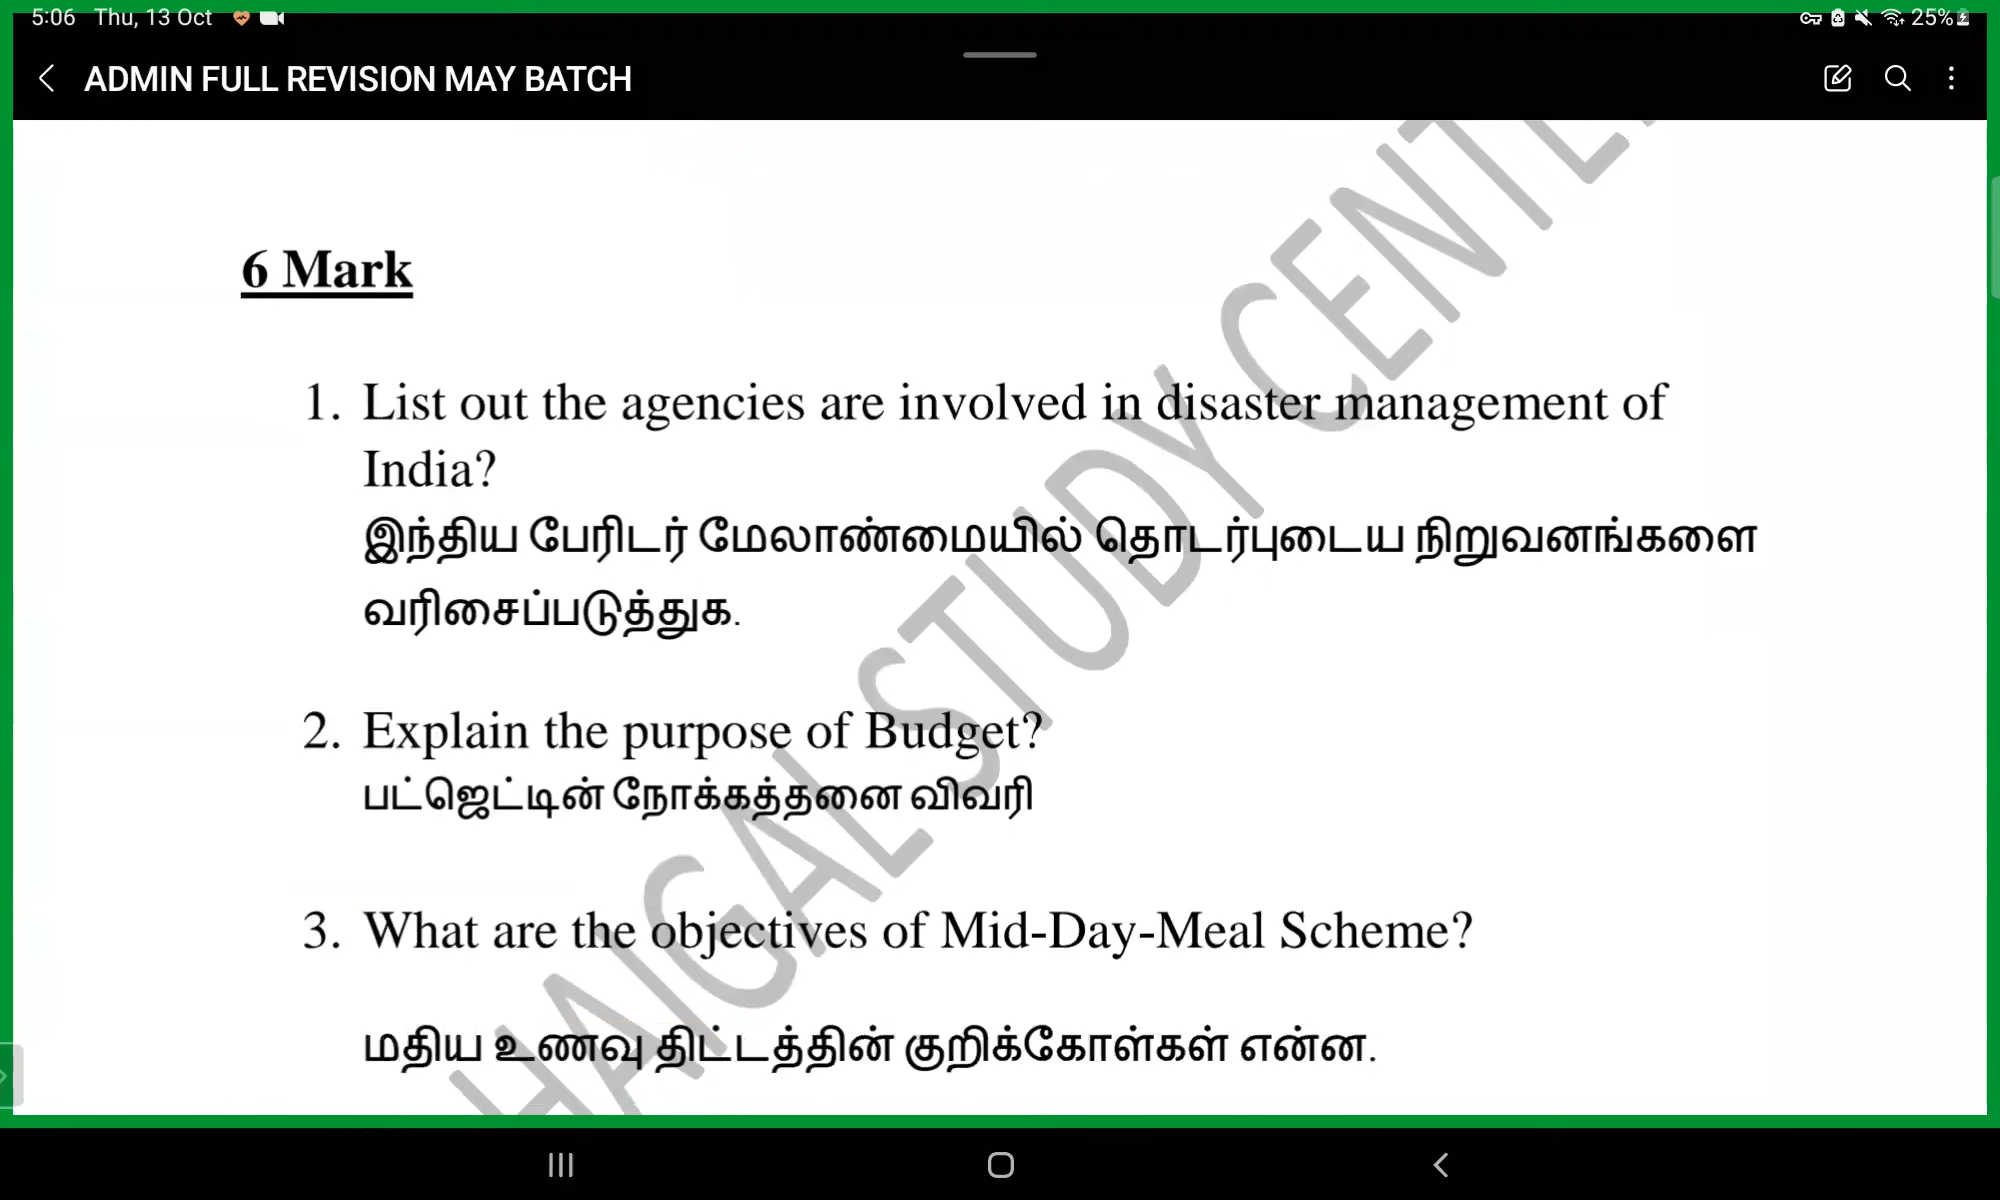 5:06 Thu, 13 Oct 25%
ADMIN FULL REVISION MAY BATCH
6 Mark
1. List out the agencies are involved in disaster management of
India?
இந்திய பேரிடர் மேலாண்மையில் தொடர்புடைய நிறுவனங்களை
வரிசைப்படுத்துக.
2. Explain the purpose of Budget?
பட்ஜெட்டின் நோக்கத்தனை விவரி
3. What are the objectives of Mid-Day-Meal Scheme?
மதிய உணவு திட்டத்தின் குறிக்கோள்கள் என்ன.
STUDY